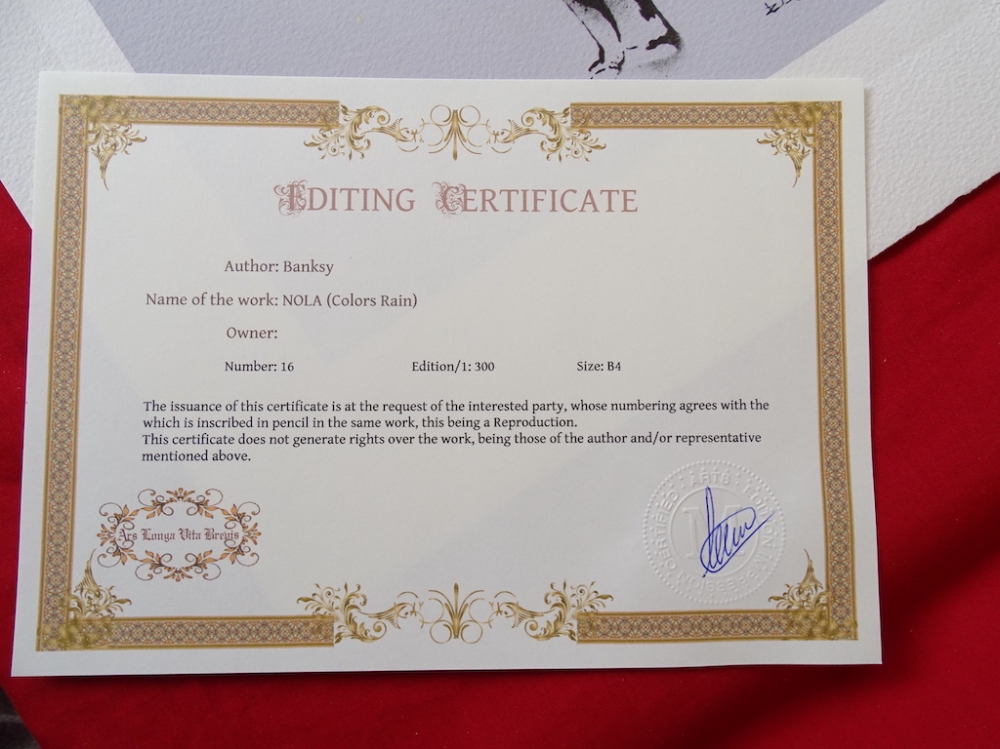 EDITING CERTIFICATE
Author: Banksy
Name of the work: NOLA (Colors Rain)
Owner:
Number: 16 Edition/1: 300 Size: B4
The issuance of this certificate is at the request of the interested party, whose numbering agrees with the
which is inscribed in pencil in the same work, this being a Reproduction.
This certificate does not generate rights over the work, being those of the author and/or representative
mentioned above.
Ars Longa Vita Brevis
CERTIFIED ARTS